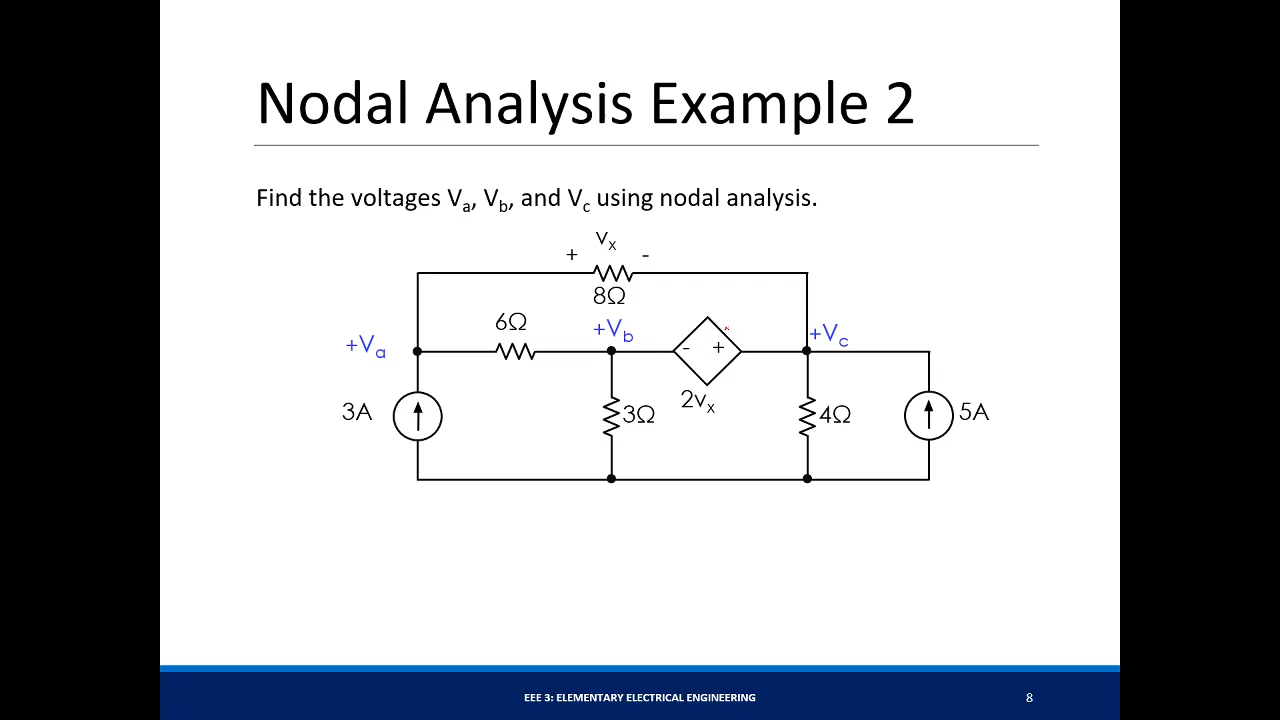 Nodal Analysis Example 2
Find the voltages Va, Vb, and Vc using nodal analysis.
vx
+ -
8Ω
6Ω
+Va
+Vb
- +
+Vc
2vx
3A
3Ω
4Ω
5A
EEE 3: ELEMENTARY ELECTRICAL ENGINEERING
8